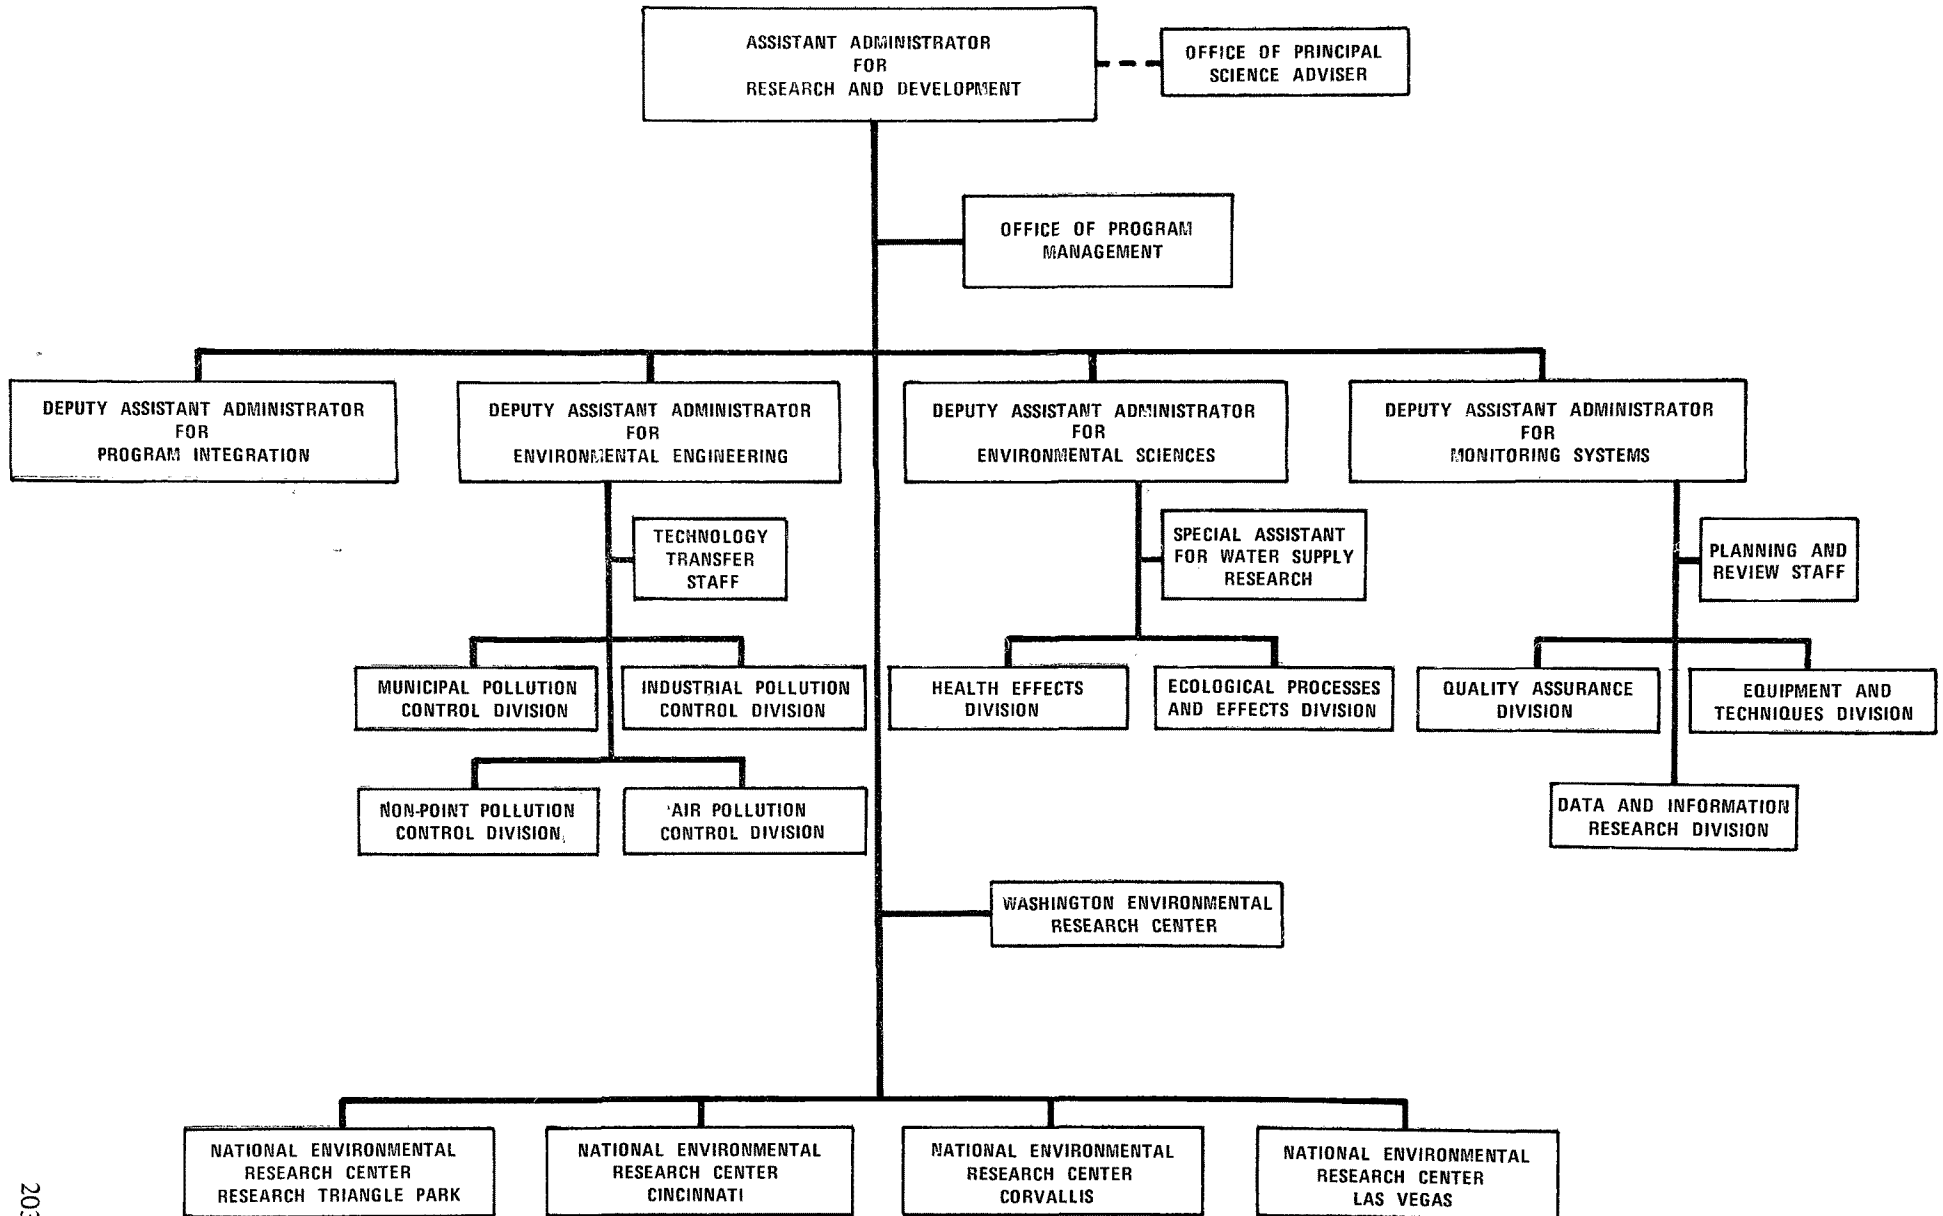 ASSISTANT ADMINISTRATOR
FOR
RESEARCH AND DEVELOPMENT
OFFICE OF PRINCIPAL
SCIENCE ADVISER
OFFICE OF PROGRAM
MANAGEMENT
DEPUTY ASSISTANT ADMINISTRATOR
FOR
PROGRAM INTEGRATION
DEPUTY ASSISTANT ADMINISTRATOR
FOR
ENVIRONMENTAL ENGINEERING
DEPUTY ASSISTANT ADMINISTRATOR
FOR
ENVIRONMENTAL SCIENCES
DEPUTY ASSISTANT ADMINISTRATOR
FOR
MONITORING SYSTEMS
TECHNOLOGY
TRANSFER
STAFF
SPECIAL ASSISTANT
FOR WATER SUPPLY
RESEARCH
PLANNING AND
REVIEW STAFF
MUNICIPAL POLLUTION
CONTROL DIVISION
INDUSTRIAL POLLUTION
CONTROL DIVISION
HEALTH EFFECTS
DIVISION
ECOLOGICAL PROCESSES
AND EFFECTS DIVISION
QUALITY ASSURANCE
DIVISION
EQUIPMENT AND
TECHNIQUES DIVISION
NON-POINT POLLUTION
CONTROL DIVISION
AIR POLLUTION
CONTROL DIVISION
DATA AND INFORMATION
RESEARCH DIVISION
WASHINGTON ENVIRONMENTAL
RESEARCH CENTER
NATIONAL ENVIRONMENTAL
RESEARCH CENTER
RESEARCH TRIANGLE PARK
NATIONAL ENVIRONMENTAL
RESEARCH CENTER
CINCINNATI
NATIONAL ENVIRONMENTAL
RESEARCH CENTER
CORVALLIS
NATIONAL ENVIRONMENTAL
RESEARCH CENTER
LAS VEGAS
203